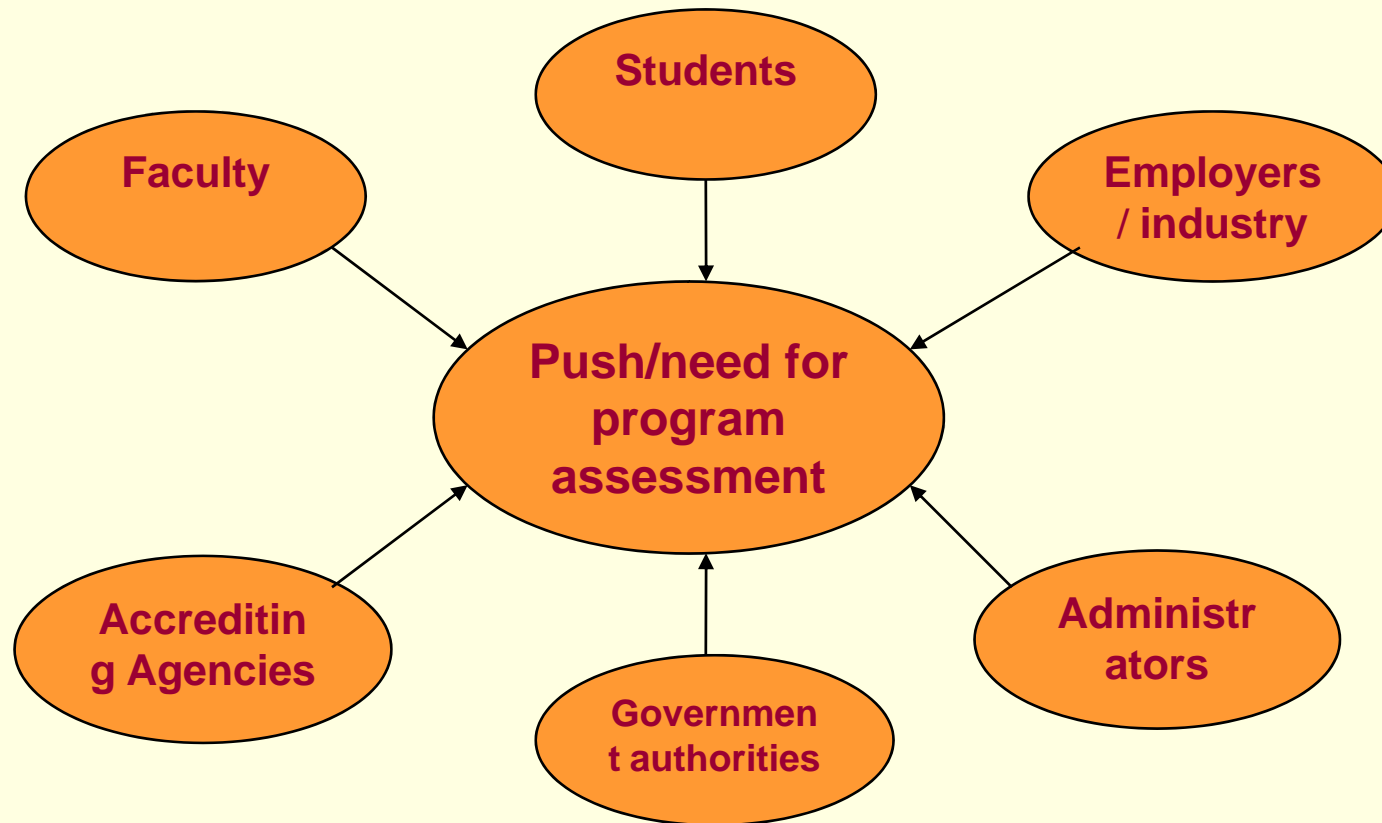 Students
Faculty
Employers
/ industry
Push/need for
program
assessment
Accreditin
g Agencies
Administr
ators
Governmen
t authorities